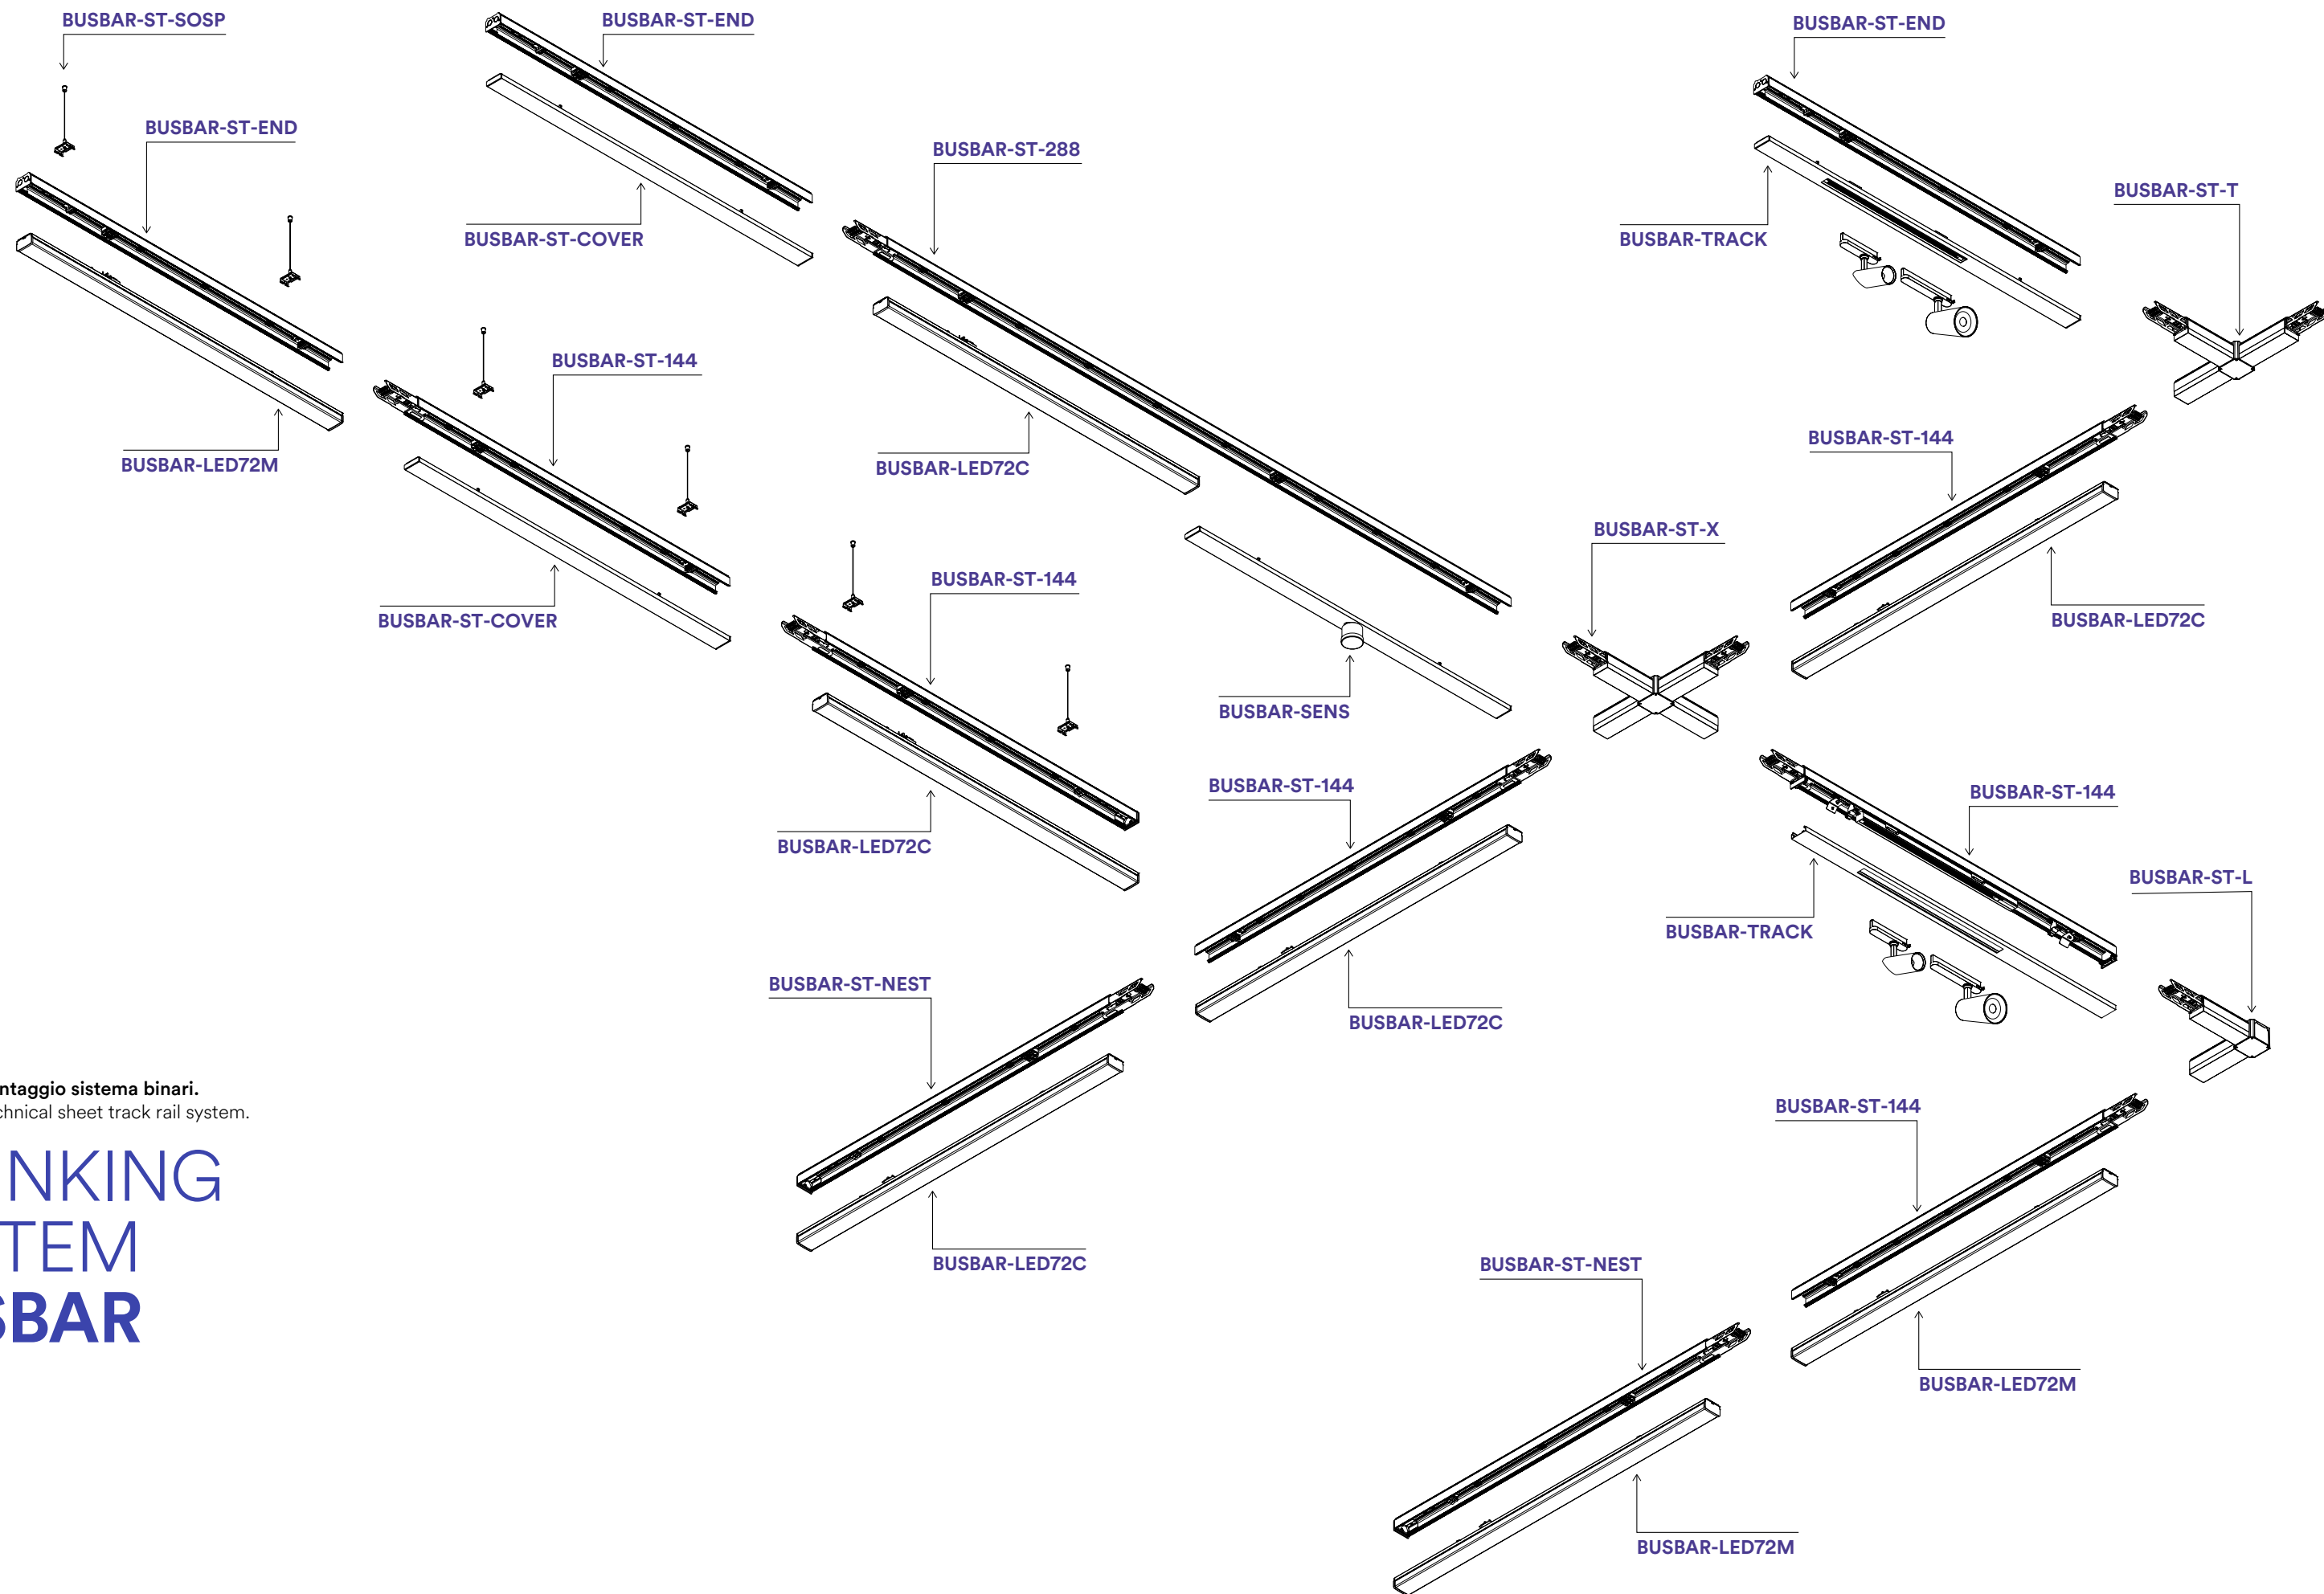 BUSBAR-ST-SOSP
BUSBAR-ST-END
BUSBAR-ST-END
BUSBAR-ST-END
BUSBAR-ST-288
BUSBAR-ST-T
BUSBAR-ST-COVER
BUSBAR-TRACK
BUSBAR-ST-144
BUSBAR-ST-144
BUSBAR-LED72M
BUSBAR-LED72C
BUSBAR-ST-X
BUSBAR-ST-144
BUSBAR-ST-COVER
BUSBAR-LED72C
BUSBAR-SENS
BUSBAR-ST-144
BUSBAR-ST-144
BUSBAR-LED72C
BUSBAR-ST-L
BUSBAR-TRACK
BUSBAR-ST-NEST
BUSBAR-LED72C
ntaggio sistema binari.
chnical sheet track rail system.
BUSBAR-ST-144
NKING
TEM
SBAR
BUSBAR-LED72C
BUSBAR-ST-NEST
BUSBAR-LED72M
BUSBAR-LED72M